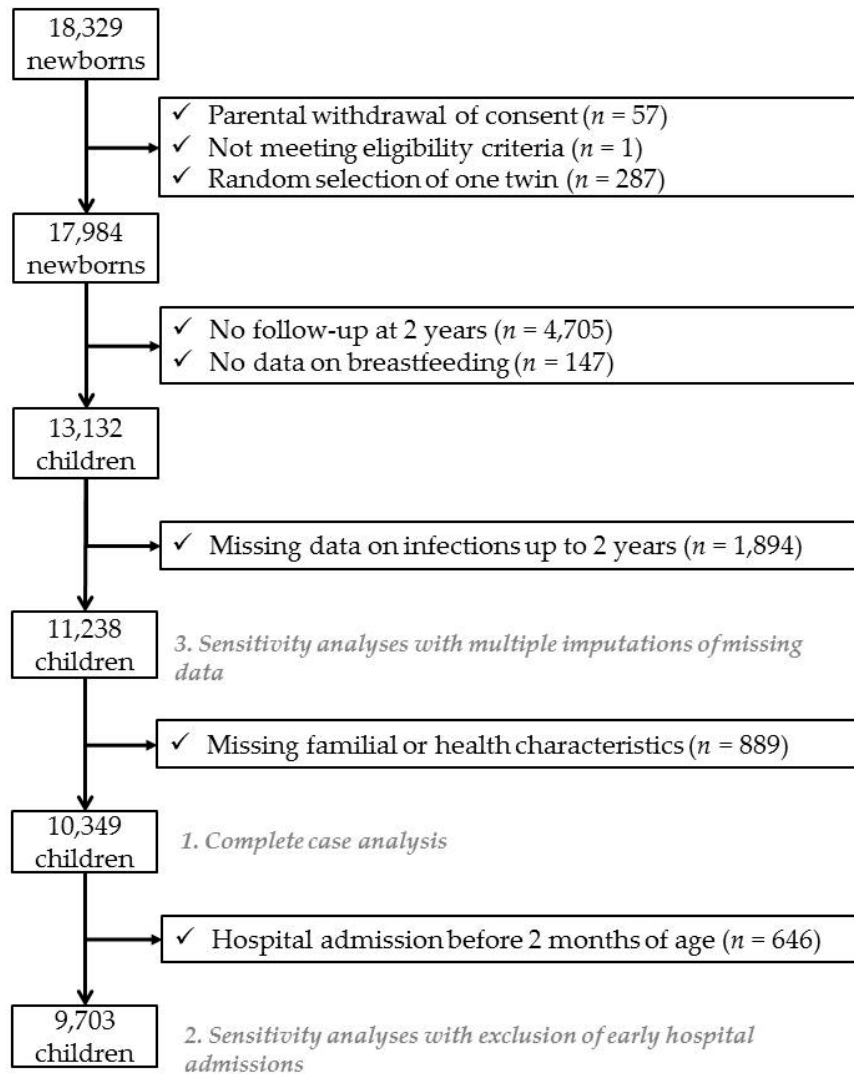 18,329
newborns
✓ Parental withdrawal of consent (n = 57)
✓ Not meeting eligibility criteria (n = 1)
✓ Random selection of one twin (n = 287)
17,984
newborns
✓ No follow-up at 2 years (n = 4,705)
✓ No data on breastfeeding (n = 147)
13,132
children
✓ Missing data on infections up to 2 years (n = 1,894)
11,238
children
3. Sensitivity analyses with multiple imputations of missing
data
✓ Missing familial or health characteristics (n = 889)
10,349
children
1. Complete case analysis
✓ Hospital admission before 2 months of age (n = 646)
9,703
children
2. Sensitivity analyses with exclusion of early hospital
admissions